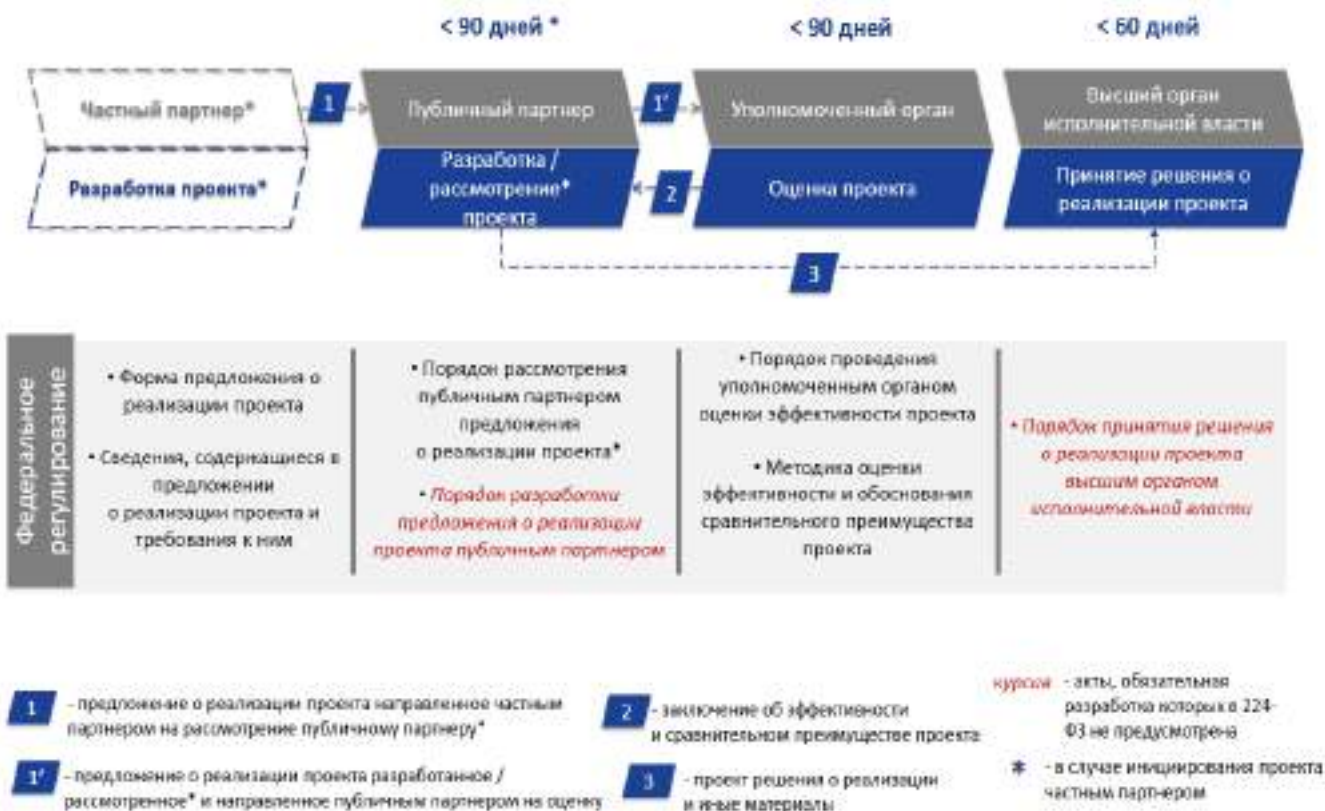 < 90 дней *
< 90 дней
< 60 дней
Частный партнер*
1
Публичный партнер
1'
Уполномоченный орган
Высший орган
исполнительной власти
Разработка проекта*
Разработка /
рассмотрение*
проекта
2
Оценка проекта
Принятие решения о
реализации проекта
3
Федеральное
регулирование
• Форма предложения о
реализации проекта
• Сведения, содержащиеся в
предложении
о реализации проекта и
требования к ним
• Порядок рассмотрения
публичным партнером
предложения
о реализации проекта*
• Порядок разработки
предложения о реализации
проекта публичным партнером
• Порядок проведения
уполномоченным органом
оценки эффективности проекта
• Методика оценки
эффективности и обоснования
сравнительного преимущества
проекта
• Порядок принятия решения
о реализации проекта
высшим органом
исполнительной власти
1 - предложение о реализации проекта направленное частным
партнером на рассмотрение публичному партнеру*
1' - предложение о реализации проекта разработанное /
рассмотренное* и направленное публичным партнером на оценку
2 - заключение об эффективности
и сравнительном преимуществе проекта
3 - проект решения о реализации
и иные материалы
курсив - акты, обязательная
разработка которых в 224-
ФЗ не предусмотрена
* - в случае инициирования проекта
частным партнером